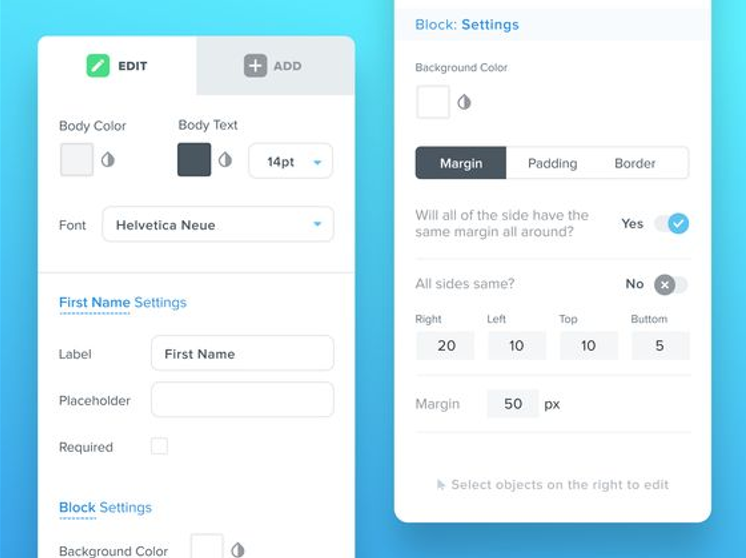 EDIT
ADD
Body Color
Body Text
14pt
Font
Helvetica Neue
First Name Settings
Label
First Name
Placeholder
Required
Block Settings
Background Color
Block: Settings
Background Color
Margin
Padding
Border
Will all of the side have the
same margin all around?
Yes
All sides same?
No
Right
Left
Top
Buttom
20
10
10
5
Margin
50
px
Select objects on the right to edit